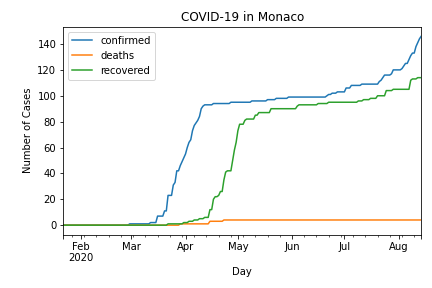 COVID-19 in Monaco
confirmed
deaths
recovered
Number of Cases
140
120
100
80
60
40
20
0
Feb Mar Apr May Jun Jul Aug
2020
Day